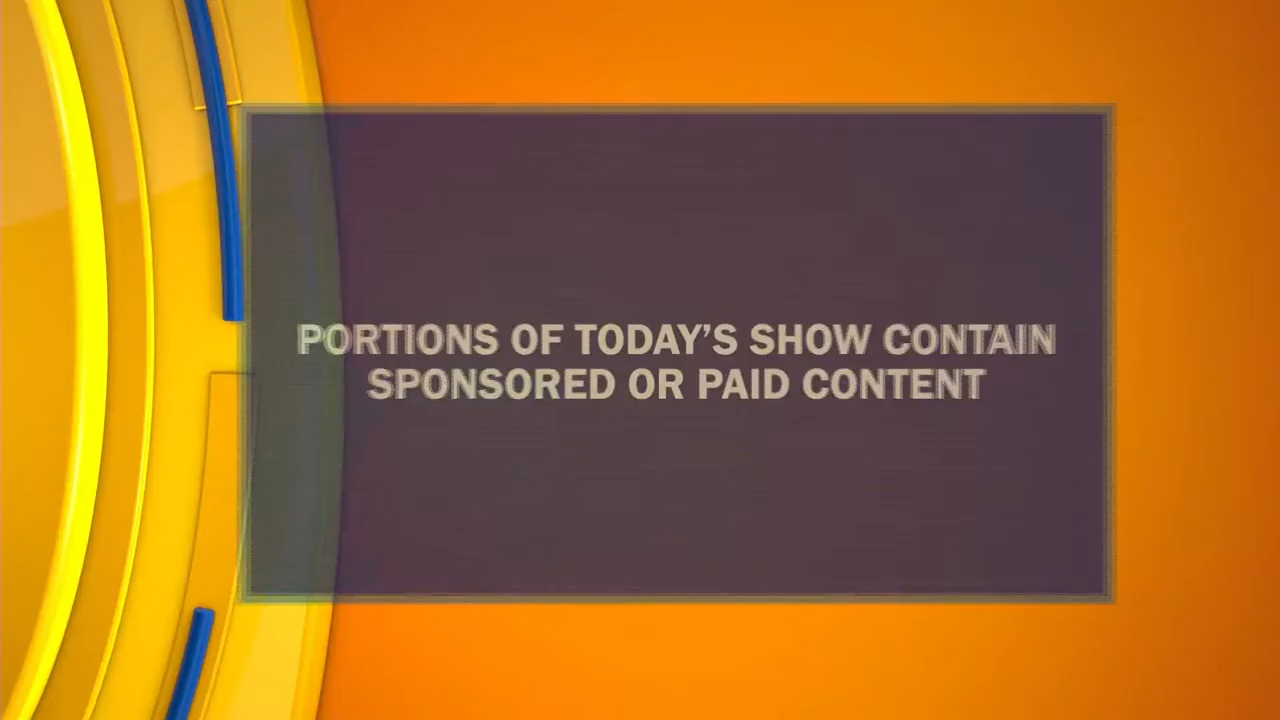 PORTIONS OF TODAY’S SHOW CONTAIN
SPONSORED OR PAID CONTENT